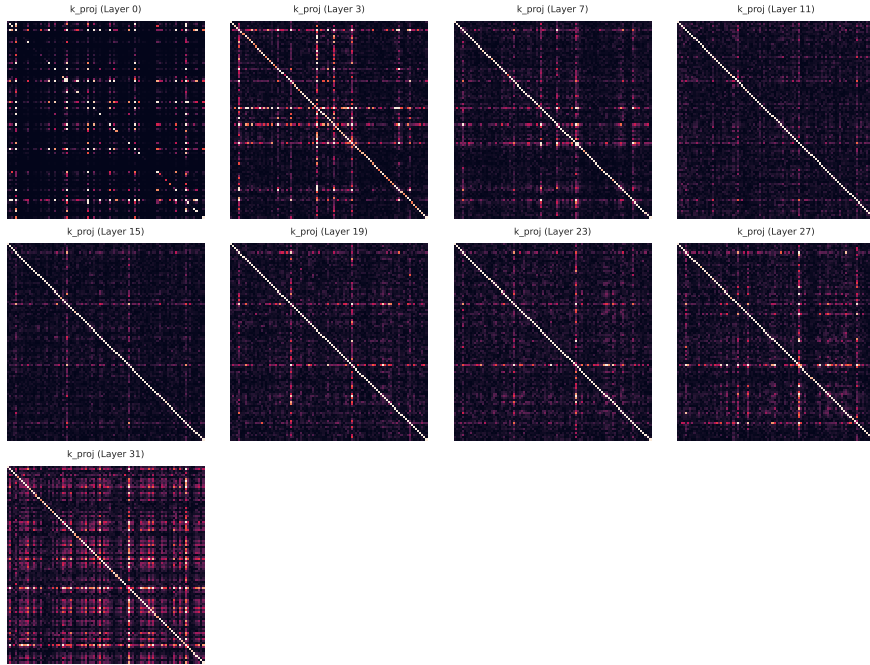 k_proj (Layer 0)
k_proj (Layer 3)
k_proj (Layer 7)
k_proj (Layer 11)
k_proj (Layer 15)
k_proj (Layer 19)
k_proj (Layer 23)
k_proj (Layer 27)
k_proj (Layer 31)